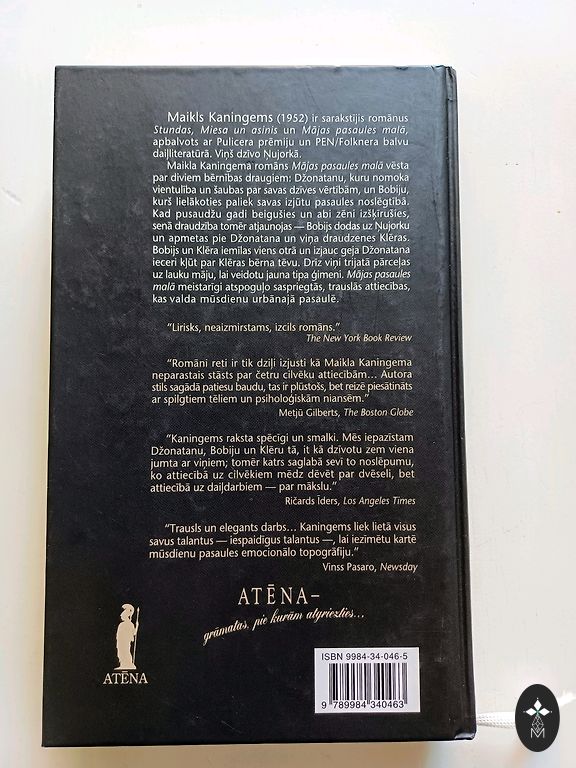 Maikls Kaningems (1952) ir sarakstījis romānus
Stundas, Miesa un asinis un Mājas pasaules malā,
apbalvots ar Pulicera prēmiju un PEN/Folknera balvu
daiļliteratūrā. Viņš dzīvo Ņujorkā.
Maikla Kaningema romāns Mājas pasaules malā vēsta
par diviem bērnības draugiem: Džonatanu, kuru nomoka
vientulība un šaubas par savas dzīves vērtībām, un Bobiju,
kurš lielākoties paliek savas izjūtu pasaules noslēgtībā.
Kad pusaudžu gadi beigušies un abi zēni izšķīrušies,
senā draudzība tomēr atjaunojas — Bobijs dodas uz Ņujorku
un apmetas pie Džonatana un viņa draudzenes Klēras.
Bobijs un Klēra iemīlas viens otrā un izjauc geja Džonatana
ieceri kļūt par Klēras bērna tēvu. Drīz viņi trijatā pārceļas
uz lauku māju, lai veidotu jauna tipa ģimeni. Mājas pasaules
malā meistarīgi atspoguļo saspriegtās, trauslās attiecības,
kas valda mūsdienu urbānajā pasaulē.
“Lirisks, neaizmirstams, izcils romāns.”
The New York Book Review
“Romāni reti ir tik dziļi izjusti kā Maikla Kaningema
neparastais stāsts par četru cilvēku attiecībām... Autora
stils sagādā patiesu baudu, tas ir plūstošs, bet reizē piesātināts
ar spilgtiem tēliem un psiholoģiskām niansēm.”
Metjū Gilberts, The Boston Globe
“Kaningems raksta spēcīgi un smalki. Mēs iepazīstam
Džonatanu, Bobiju un Klēru tā, it kā dzīvotu zem viena
jumta ar viņiem; tomēr katrs saglabā sevī to noslēpumu,
ko attiecībā uz cilvēkiem mēdz dēvēt par dvēseli, bet
attiecībā uz daiļdarbiem — par mākslu.”
Ričards Īders, Los Angeles Times
“Trausls un elegants darbs... Kaningems liek lietā visus
savus talantus — iespaidīgus talantus —, lai iezīmētu kartē
mūsdienu pasaules emocionālo topogrāfiju.”
Vinss Pasaro, Newsday
ATĒNA–
grāmatas, pie kurām atgriezties...
ATĒNA
ISBN 9984-34-046-5
9 789984 340463
M